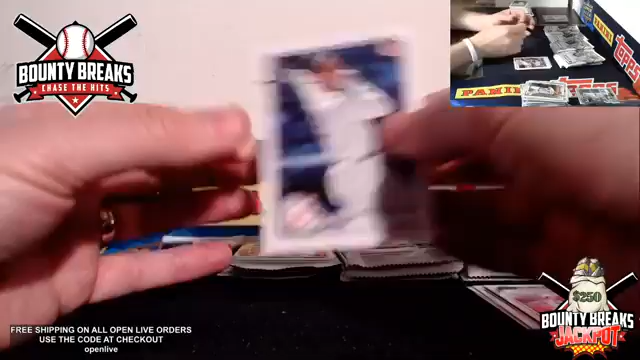 BOUNTY BREAKS
CHASE THE HITS
PANINI
topps
FREE SHIPPING ON ALL OPEN LIVE ORDERS
USE THE CODE AT CHECKOUT
openlive
$250
BOUNTY BREAKS
JACKPOT